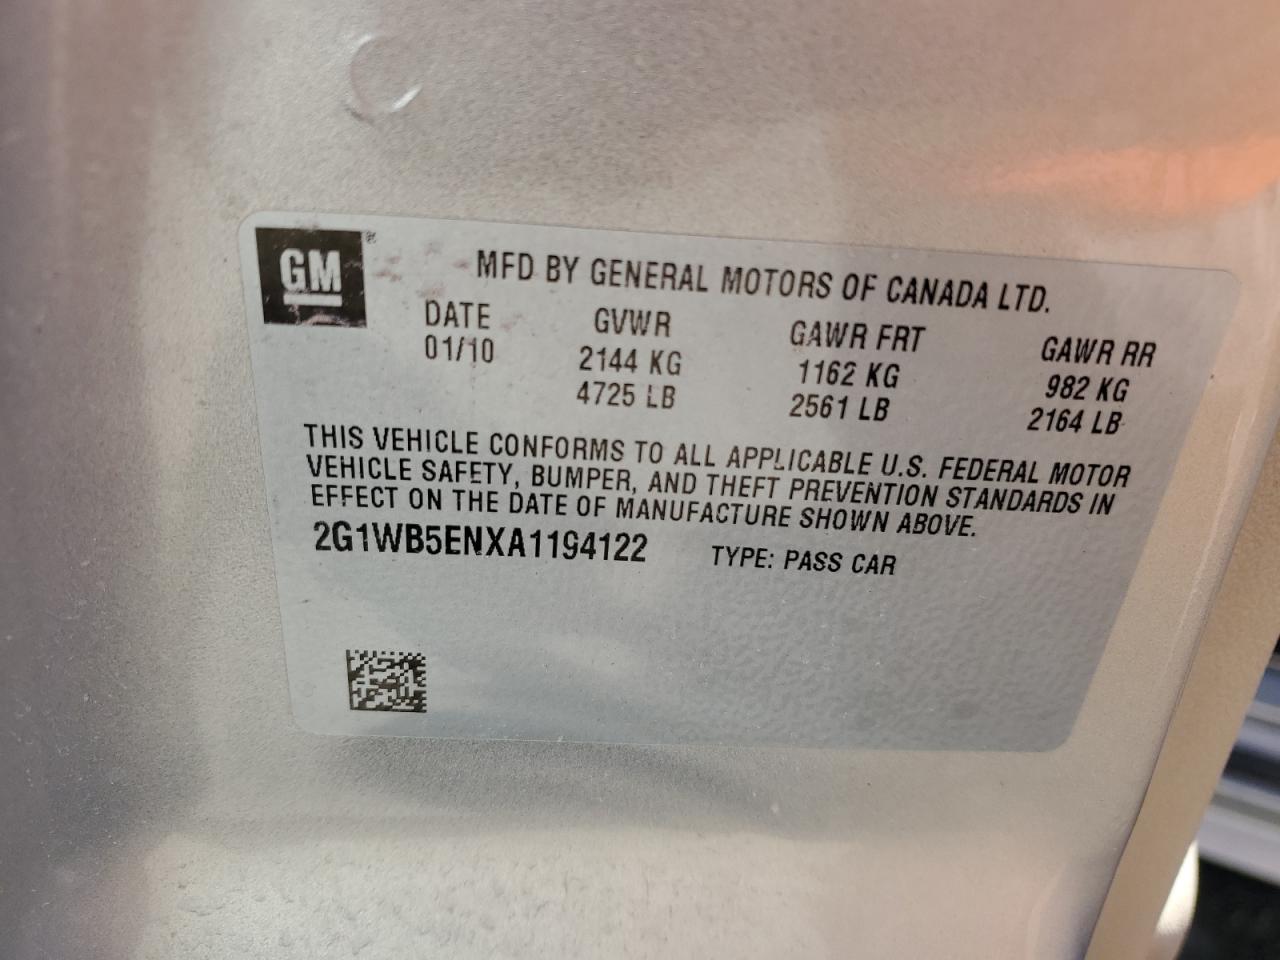 GM®
MFD BY GENERAL MOTORS OF CANADA LTD.
DATE GVWR GAWR FRT GAWR RR
01/10 2144 KG 1162 KG 982 KG
4725 LB 2561 LB 2164 LB
THIS VEHICLE CONFORMS TO ALL APPLICABLE U.S. FEDERAL MOTOR
VEHICLE SAFETY, BUMPER, AND THEFT PREVENTION STANDARDS IN
EFFECT ON THE DATE OF MANUFACTURE SHOWN ABOVE.
2G1WB5ENXA1194122 TYPE: PASS CAR